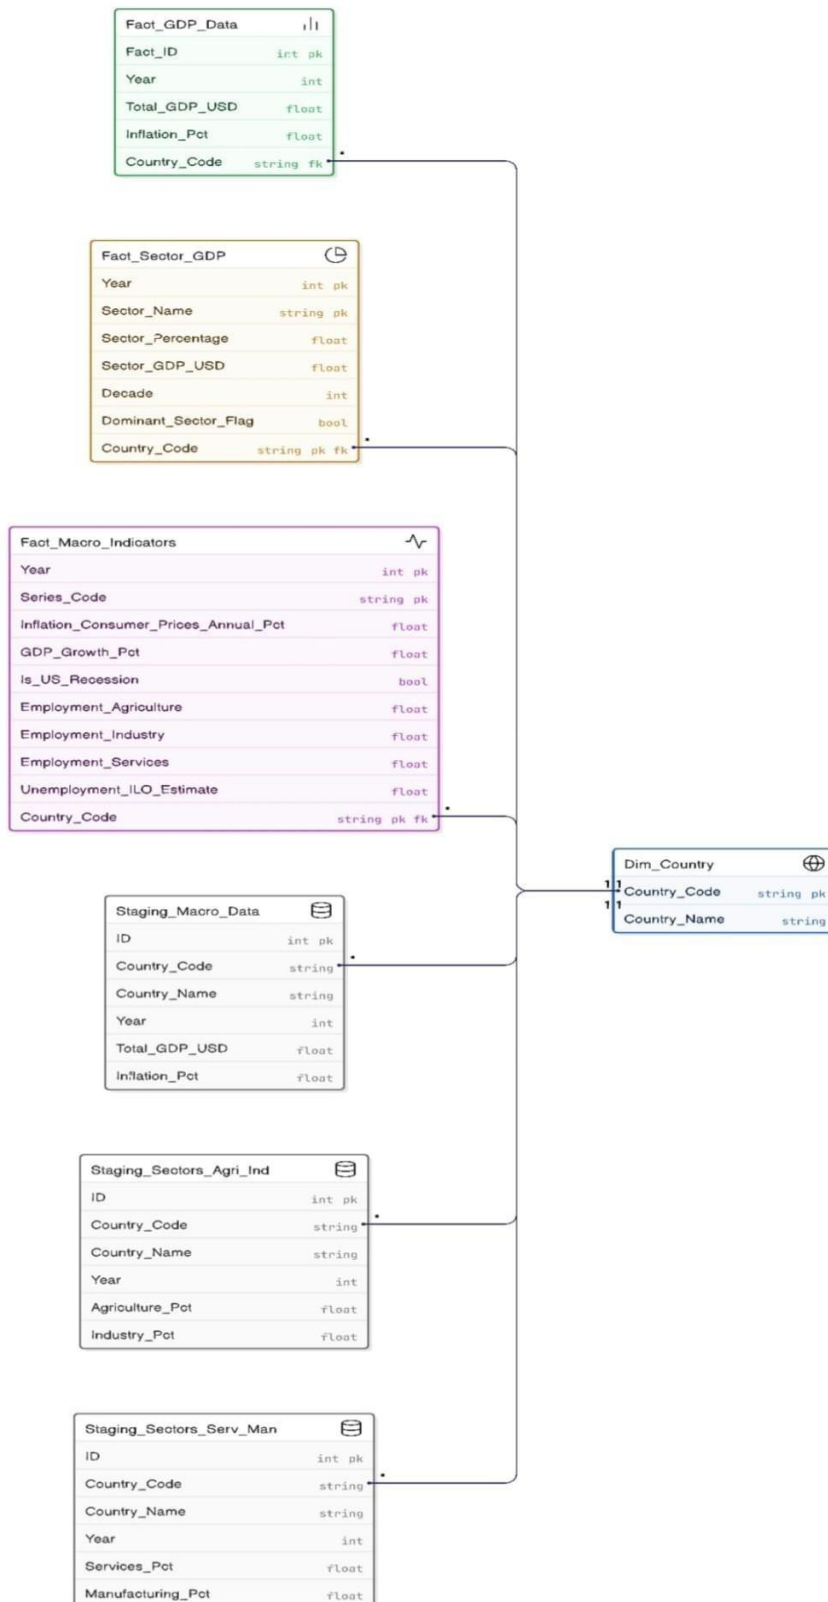 Fact_GDP_Data
Fact_ID int pk
Year int
Total_GDP_USD float
Inflation_Pct float
Country_Code string fk
*
Fact_Sector_GDP
Year int pk
Sector_Name string pk
Sector_Percentage float
Sector_GDP_USD float
Decade int
Dominant_Sector_Flag bool
Country_Code string pk fk
*
Fact_Macro_Indicators
Year int pk
Series_Code string pk
Inflation_Consumer_Prices_Annual_Pct float
GDP_Growth_Pct float
Is_US_Recession bool
Employment_Agriculture float
Employment_Industry float
Employment_Services float
Unemployment_ILO_Estimate float
Country_Code string pk fk
*
Dim_Country
1 1 Country_Code string pk
1 1 Country_Name string
Staging_Macro_Data
ID int pk
Country_Code string
*
Country_Name string
Year int
Total_GDP_USD float
Inflation_Pct float
Staging_Sectors_Agri_Ind
ID int pk
Country_Code string
*
Country_Name string
Year int
Agriculture_Pct float
Industry_Pct float
Staging_Sectors_Serv_Man
ID int pk
Country_Code string
*
Country_Name string
Year int
Services_Pct float
Manufacturing_Pct float